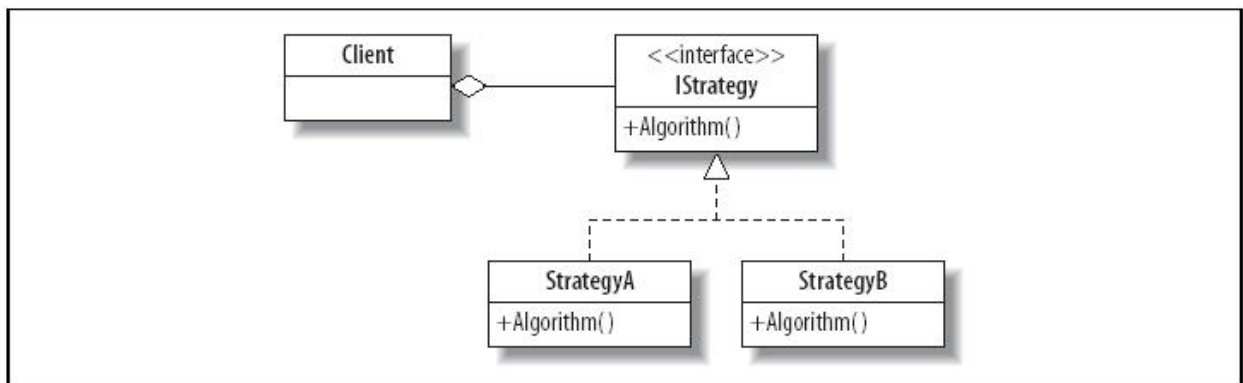 Client
<<interface>>
IStrategy
+Algorithm()
StrategyA
+Algorithm()
StrategyB
+Algorithm()